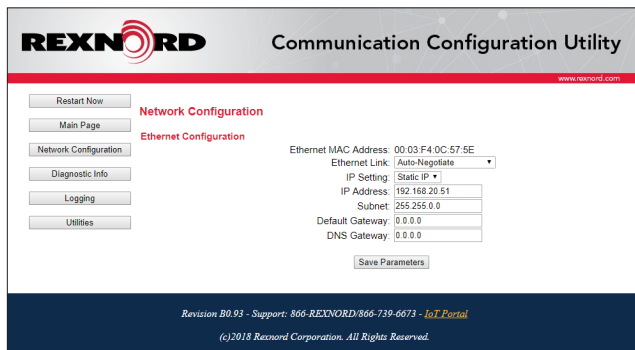 REXNORD
Communication Configuration Utility
www.rexnord.com
Restart Now
Main Page
Network Configuration
Diagnostic Info
Logging
Utilities
Network Configuration
Ethernet Configuration
Ethernet MAC Address: 00:03:F4:0C:57:5E
Ethernet Link: Auto-Negotiate
IP Setting: Static IP
IP Address: 192.168.20.51
Subnet: 255.255.0.0
Default Gateway: 0.0.0.0
DNS Gateway: 0.0.0.0
Save Parameters
Revision B0.93 - Support: 866-REXNORD/866-739-6673 - IoT Portal
(c)2018 Rexnord Corporation. All Rights Reserved.